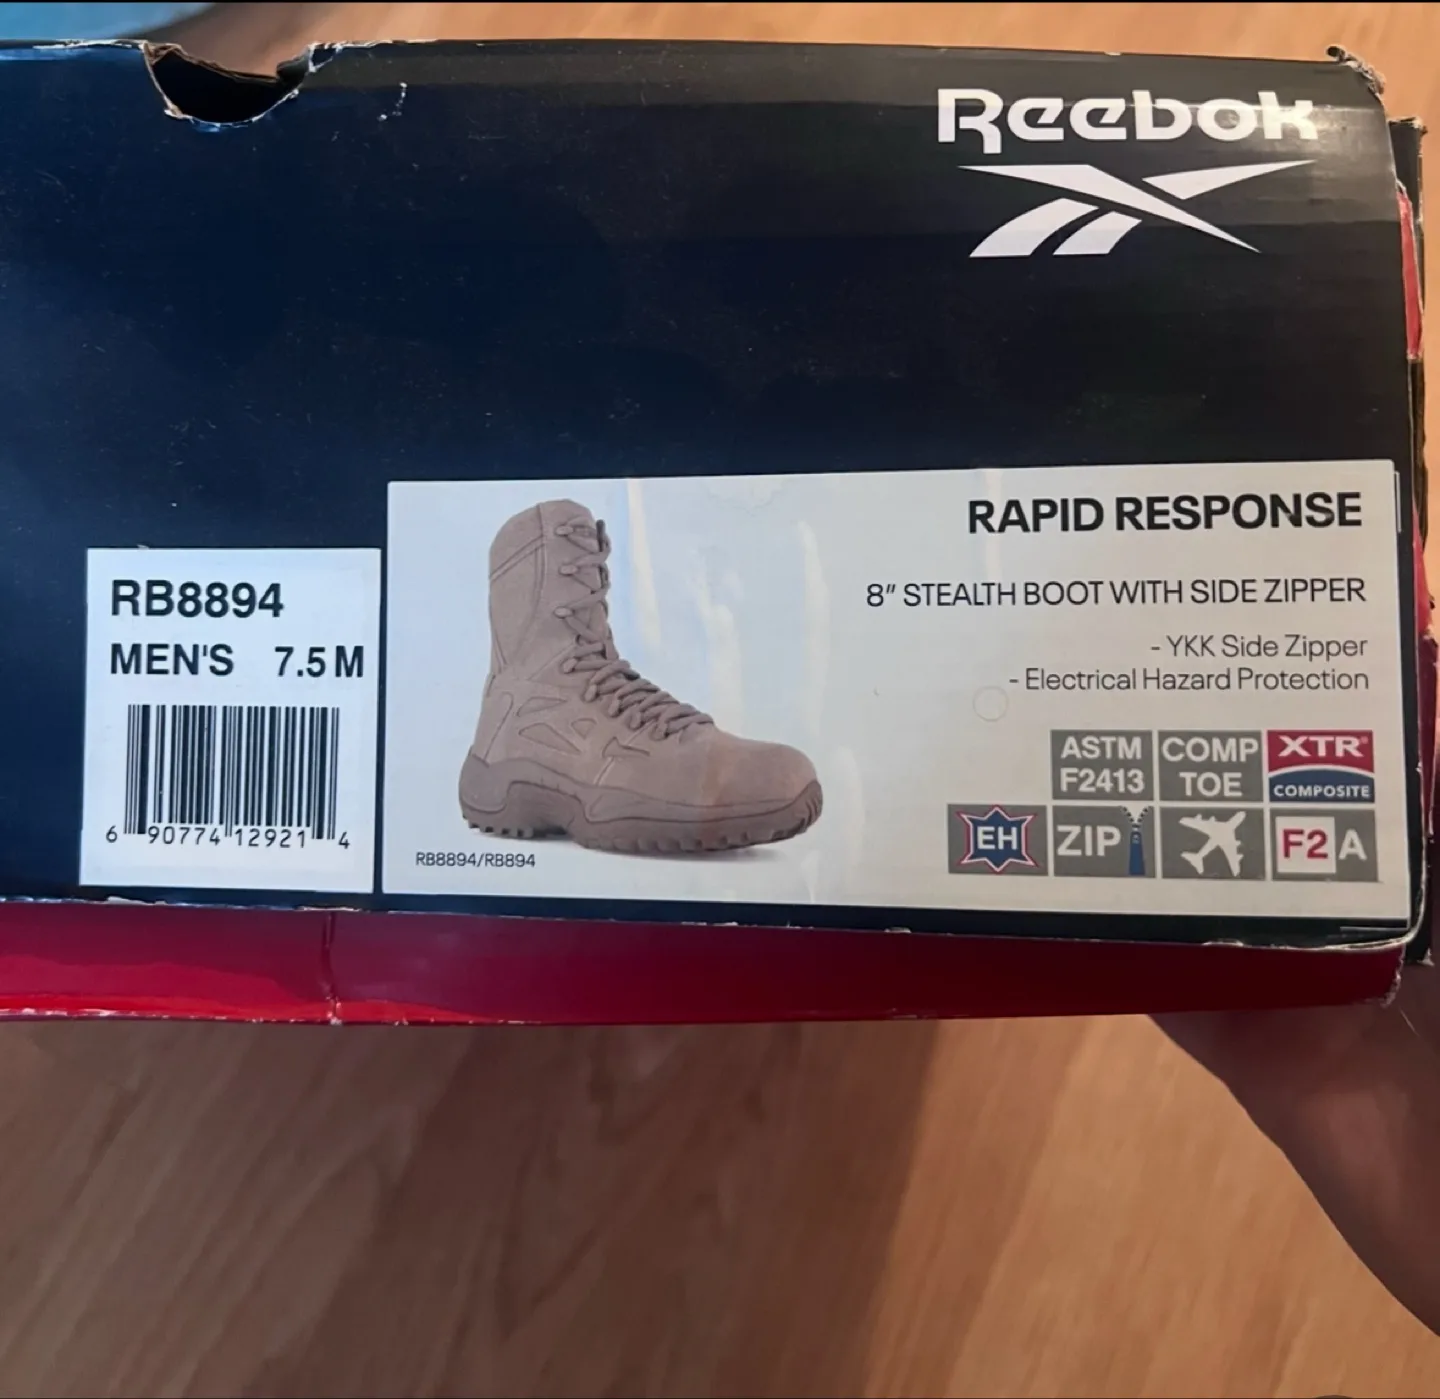 Reebok
RAPID RESPONSE
8" STEALTH BOOT WITH SIDE ZIPPER
- YKK Side Zipper
- Electrical Hazard Protection
ASTM
F2413
COMP
TOE
XTR®
COMPOSITE
EH
ZIP
F2A
RB8894/RB894
RB8894
MEN'S 7.5 M
6 90774 12921 4